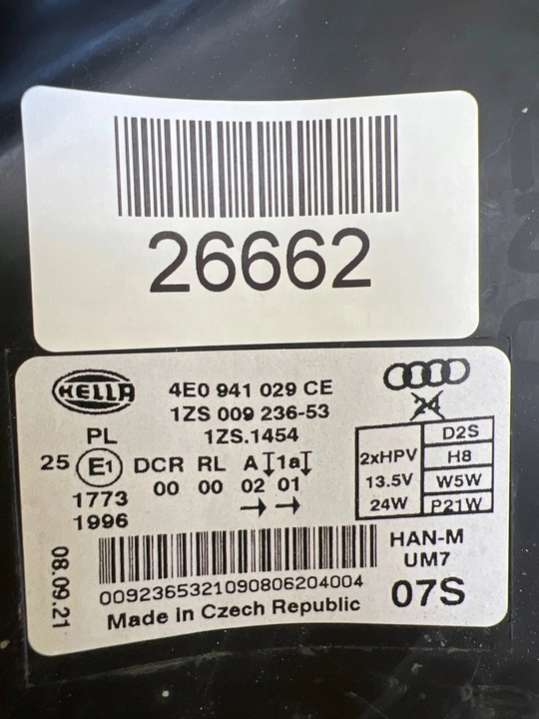 26662
HELLA
4E0 941 029 CE
1ZS 009 236-53
24
PL
1ZS.1454
D2S
25 E1 DCR RL A 1a
2xHPV H8
1773 00 00 02 01
13.5V W5W
1996
24W P21W
HAN-M
UM7
08.09.21
0092365321090806204004
07S
Made in Czech Republic